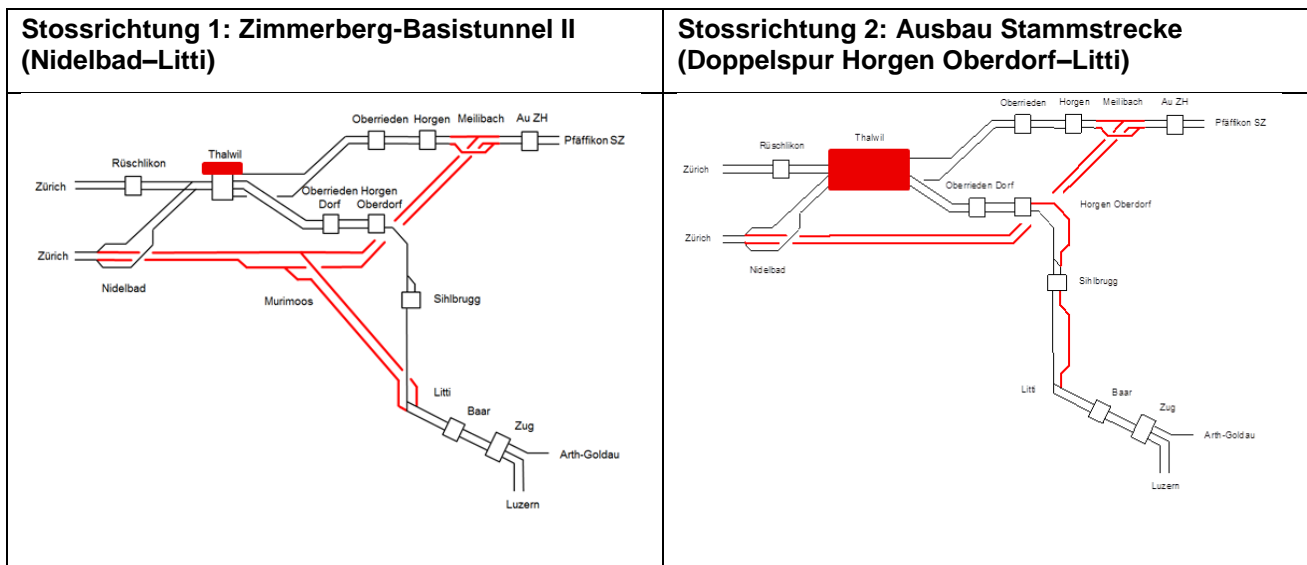 Stossrichtung 1: Zimmerberg-Basistunnel II
(Nidelbad–Litti)
Oberrieden Horgen Meilibach Au ZH
Pfäffikon SZ
Thalwil
Rüschlikon
Zürich
Oberrieden Horgen
Dorf Oberdorf
Zürich
Nidelbad
Murimoos
Sihlbrugg
Litti
Baar
Zug
Arth-Goldau
Luzern
Stossrichtung 2: Ausbau Stammstrecke
(Doppelspur Horgen Oberdorf–Litti)
Oberrieden Horgen Meilibach Au ZH
Pfäffikon SZ
Thalwil
Rüschlikon
Zürich
Oberrieden Dorf
Horgen Oberdorf
Zürich
Nidelbad
Sihlbrugg
Litti
Baar
Zug
Arth-Goldau
Luzern